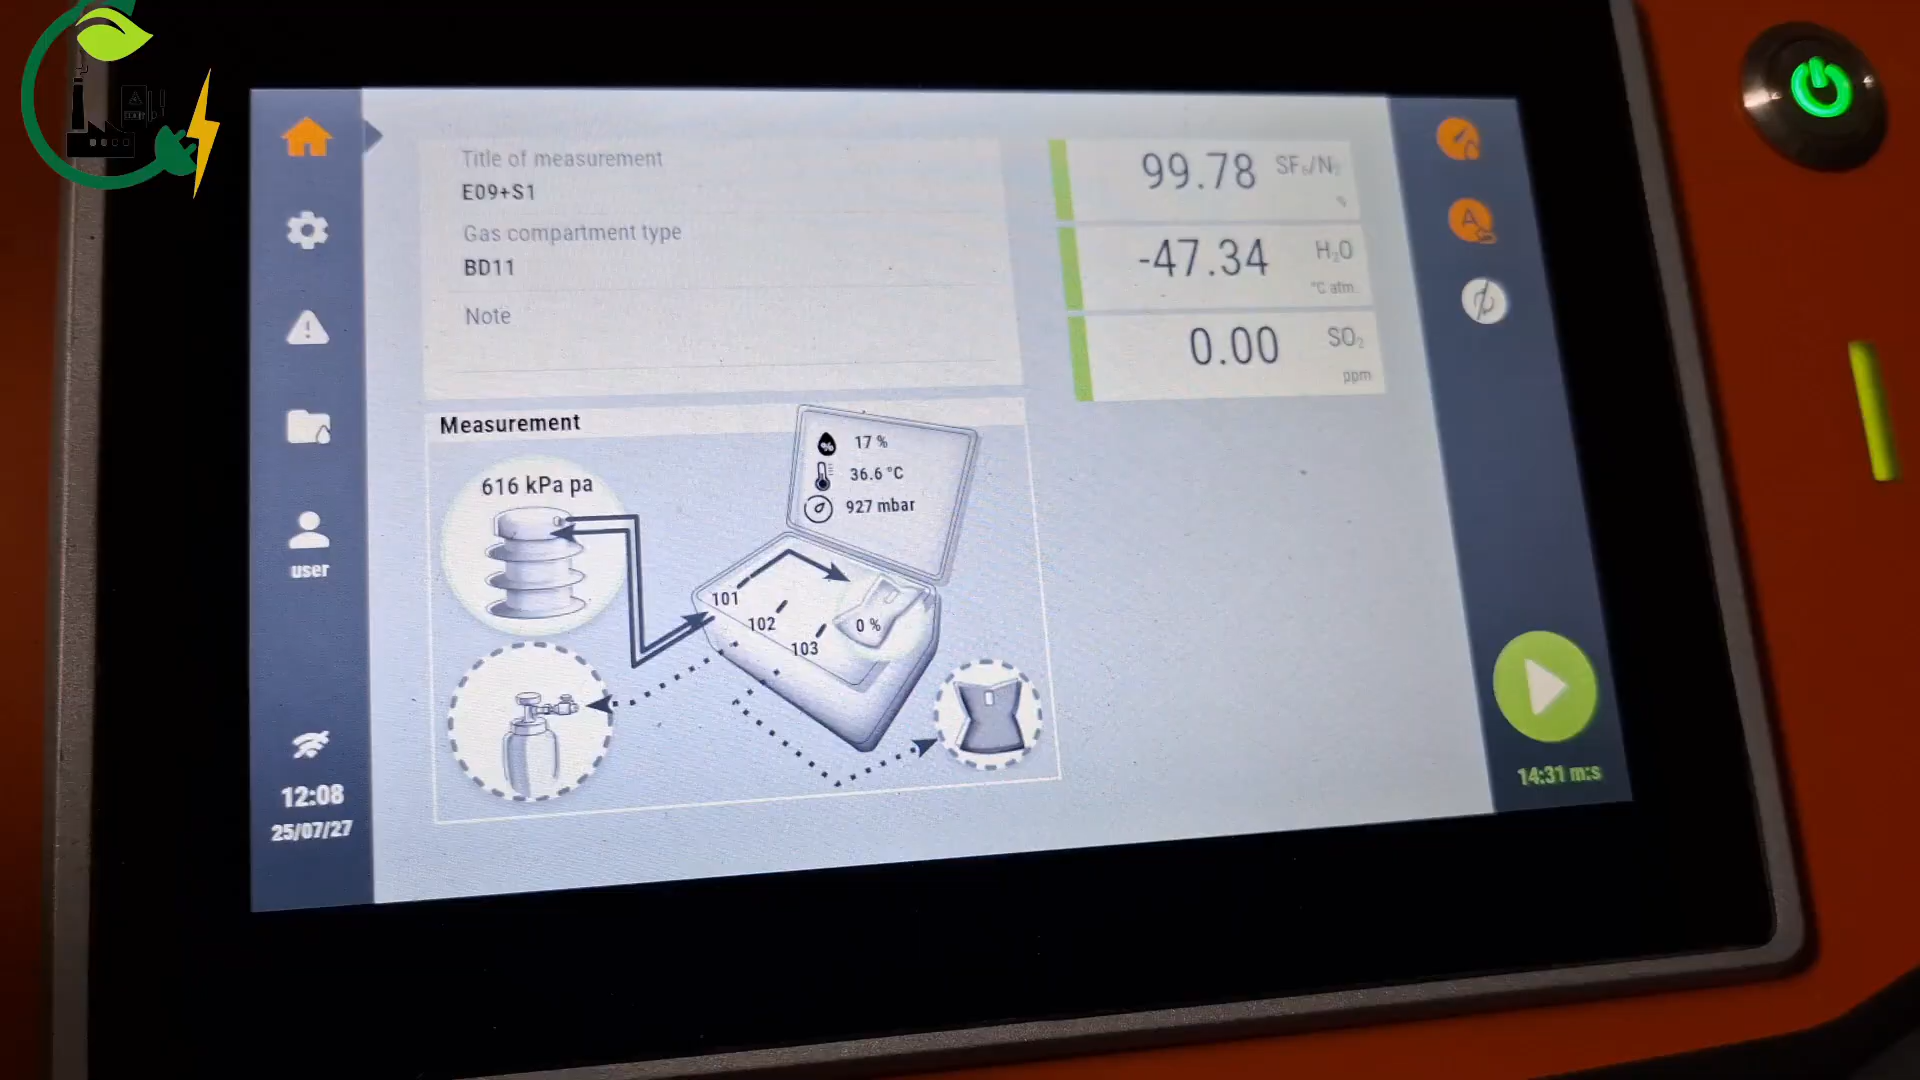 Title of measurement
E09+S1
Gas compartment type
BD11
Note
99.78 SF₆/N₂
%
-47.34 H₂O
°C atm.
0.00 SO₂
ppm
Measurement
616 kPa pa
17 %
36.6 °C
927 mbar
101
102
103
0 %
user
12:08
25/07/27
A
14:31 m:s